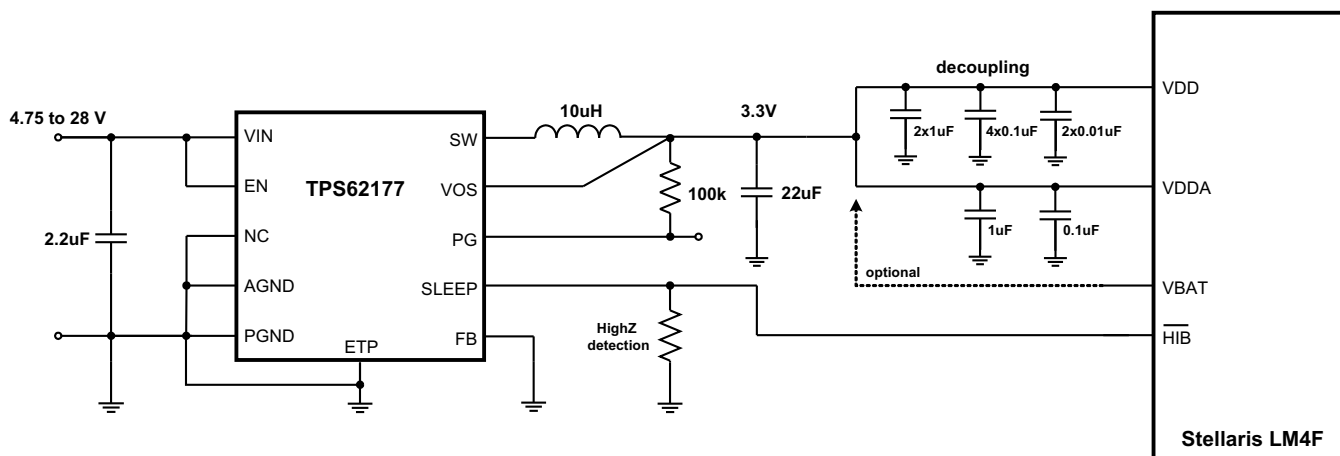 decoupling
4.75 to 28 V
10uH
3.3V
VDD
2x1uF
4x0.1uF
2x0.01uF
VIN
SW
EN
TPS62177
VOS
100k
22uF
VDDA
2.2uF
NC
PG
1uF
0.1uF
AGND
SLEEP
optional
VBAT
PGND
ETP
FB
HighZ
detection
HIB
Stellaris LM4F